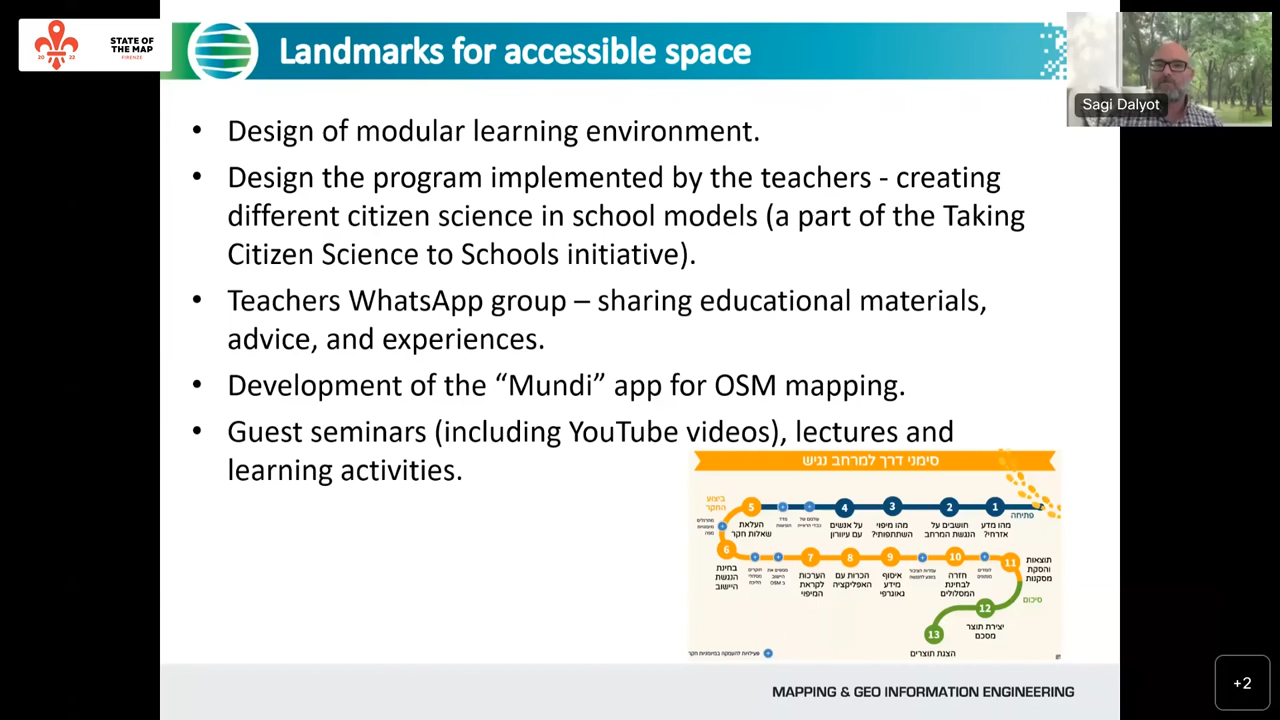 STATE OF
THE MAP
FIRENZE
20 22
Landmarks for accessible space
Sagi Dalyot
• Design of modular learning environment.
• Design the program implemented by the teachers - creating
different citizen science in school models (a part of the Taking
Citizen Science to Schools initiative).
• Teachers WhatsApp group – sharing educational materials,
advice, and experiences.
• Development of the “Mundi” app for OSM mapping.
• Guest seminars (including YouTube videos), lectures and
learning activities.
סימני דרך למרחב נגיש
פתיחה
1
מהו מדע
אזרחי?
2
חושבים על
הנגשת המרחב
3
מהו מיפוי
השתתפותי?
4
על אנשים
עם עיוורון
ביצוע
החקר
5
העלאת
שאלות חקר
6
בחינת
הנגשת
היישוב
7
הערכות
לקראת
המיפוי
8
הכרות עם
האפליקציה
9
איסוף
מידע
גאוגרפי
10
חזרה
לבחינת
המסלולים
11
תוצאות
והסקת
מסקנות
סיכום
12
יצירת תוצר
מסכם
13
הצגת תוצרים
MAPPING & GEO INFORMATION ENGINEERING
+2